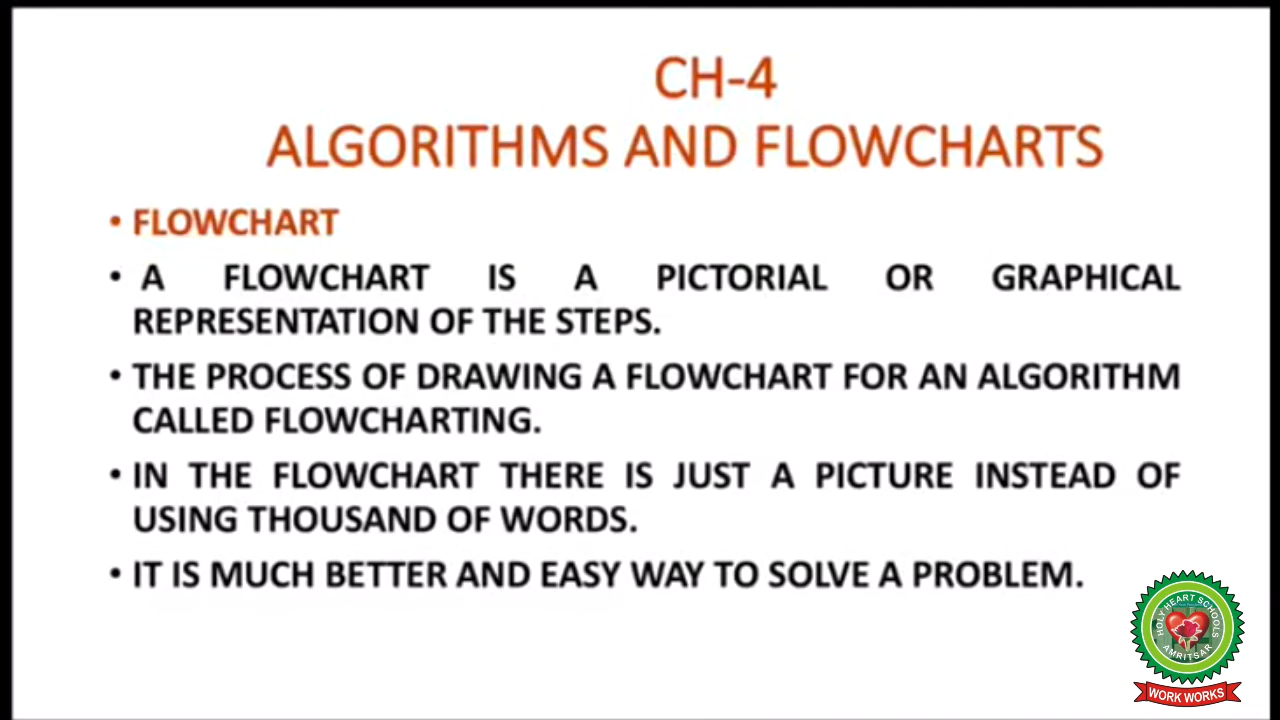 CH-4
ALGORITHMS AND FLOWCHARTS
• FLOWCHART
• A FLOWCHART IS A PICTORIAL OR GRAPHICAL
REPRESENTATION OF THE STEPS.
• THE PROCESS OF DRAWING A FLOWCHART FOR AN ALGORITHM
CALLED FLOWCHARTING.
• IN THE FLOWCHART THERE IS JUST A PICTURE INSTEAD OF
USING THOUSAND OF WORDS.
• IT IS MUCH BETTER AND EASY WAY TO SOLVE A PROBLEM.
HOLY HEART SCHOOLS
AMRITSAR
WORK WORKS